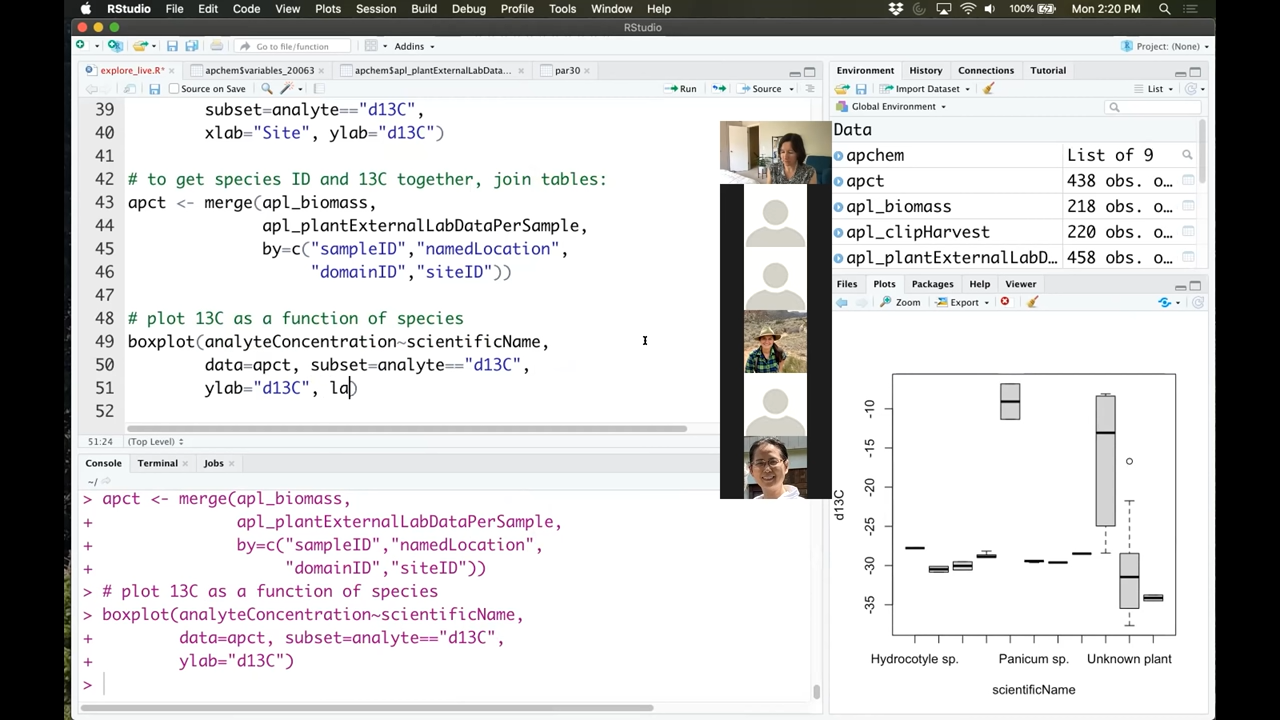 RStudio File Edit Code View Plots Session Build Debug Profile Tools Window Help 100% Mon 2:20 PM
RStudio
Go to file/function Addins Project: (None)
explore_live.R* apchem$variables_20063 apchem$apl_plantExternalLabData... par30
Source on Save Run Source
39 subset=analyte=="d13C",
40 xlab="Site", ylab="d13C")
41
42 # to get species ID and 13C together, join tables:
43 apct <- merge(apl_biomass,
44 apl_plantExternalLabDataPerSample,
45 by=c("sampleID","namedLocation",
46 "domainID","siteID"))
47
48 # plot 13C as a function of species
49 boxplot(analyteConcentration~scientificName,
50 data=apct, subset=analyte=="d13C",
51 ylab="d13C", la)
52
51:24 (Top Level)
Console Terminal Jobs
~/
> apct <- merge(apl_biomass,
+ apl_plantExternalLabDataPerSample,
+ by=c("sampleID","namedLocation",
+ "domainID","siteID"))
> # plot 13C as a function of species
> boxplot(analyteConcentration~scientificName,
+ data=apct, subset=analyte=="d13C",
+ ylab="d13C")
>
Environment History Connections Tutorial
Import Dataset List
Global Environment
Data
apchem List of 9
apct 438 obs. o...
apl_biomass 218 obs. o...
apl_clipHarvest 220 obs. o...
apl_plantExternalLabD... 458 obs. o...
Files Plots Packages Help Viewer
Zoom Export
-10
-15
-20
-25
-30
-35
d13C
Hydrocotyle sp. Panicum sp. Unknown plant
scientificName